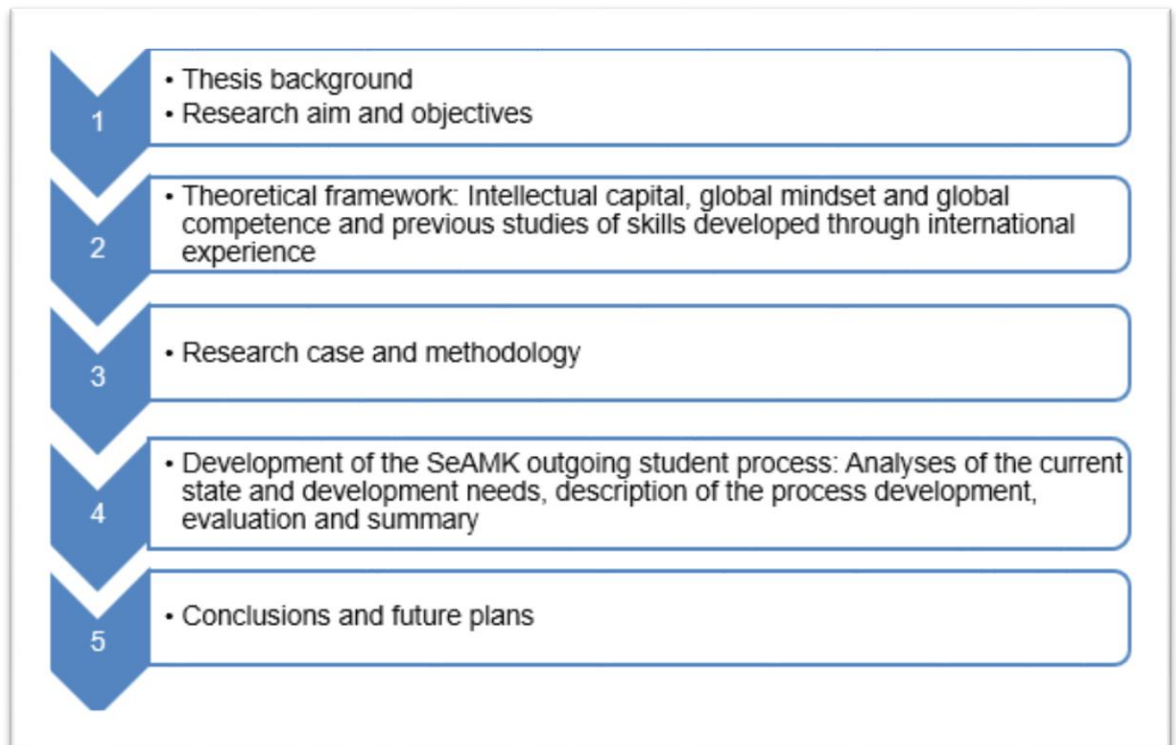 1
• Thesis background
• Research aim and objectives
2
• Theoretical framework: Intellectual capital, global mindset and global
competence and previous studies of skills developed through international
experience
3
• Research case and methodology
4
• Development of the SeAMK outgoing student process: Analyses of the current
state and development needs, description of the process development,
evaluation and summary
5
• Conclusions and future plans